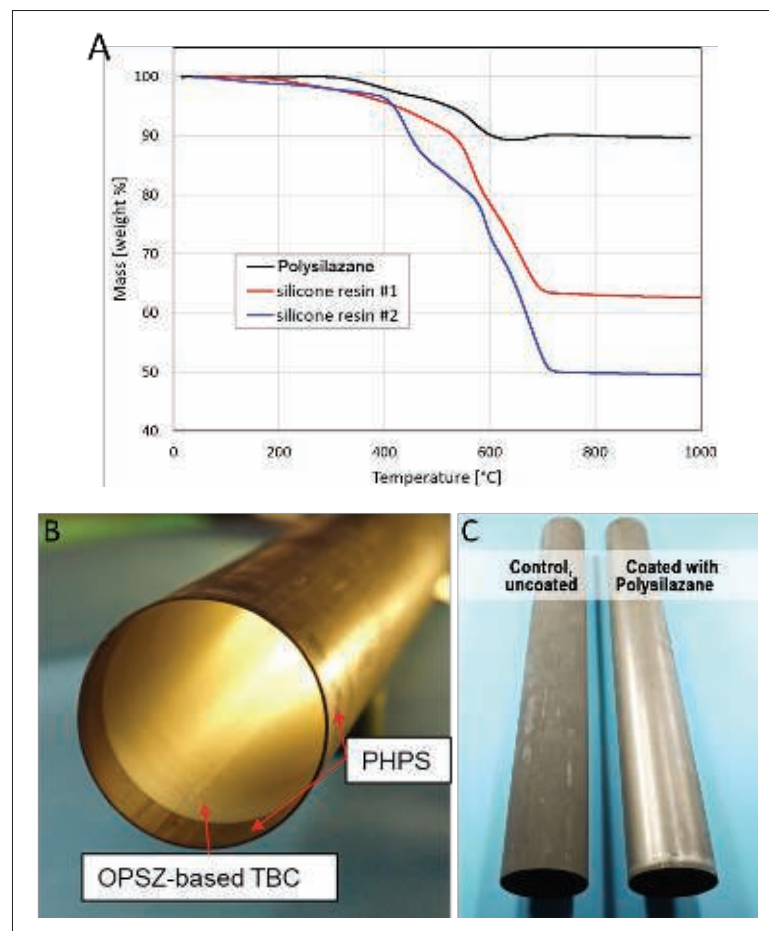 A
100
90
80
70
60
50
40
Mass [weight %]
Polysilazane
silicone resin #1
silicone resin #2
0
200
400
600
800
1000
Temperature [°C]
B
PHPS
OPSZ-based TBC
C
Control,
uncoated
Coated with
Polysilazane